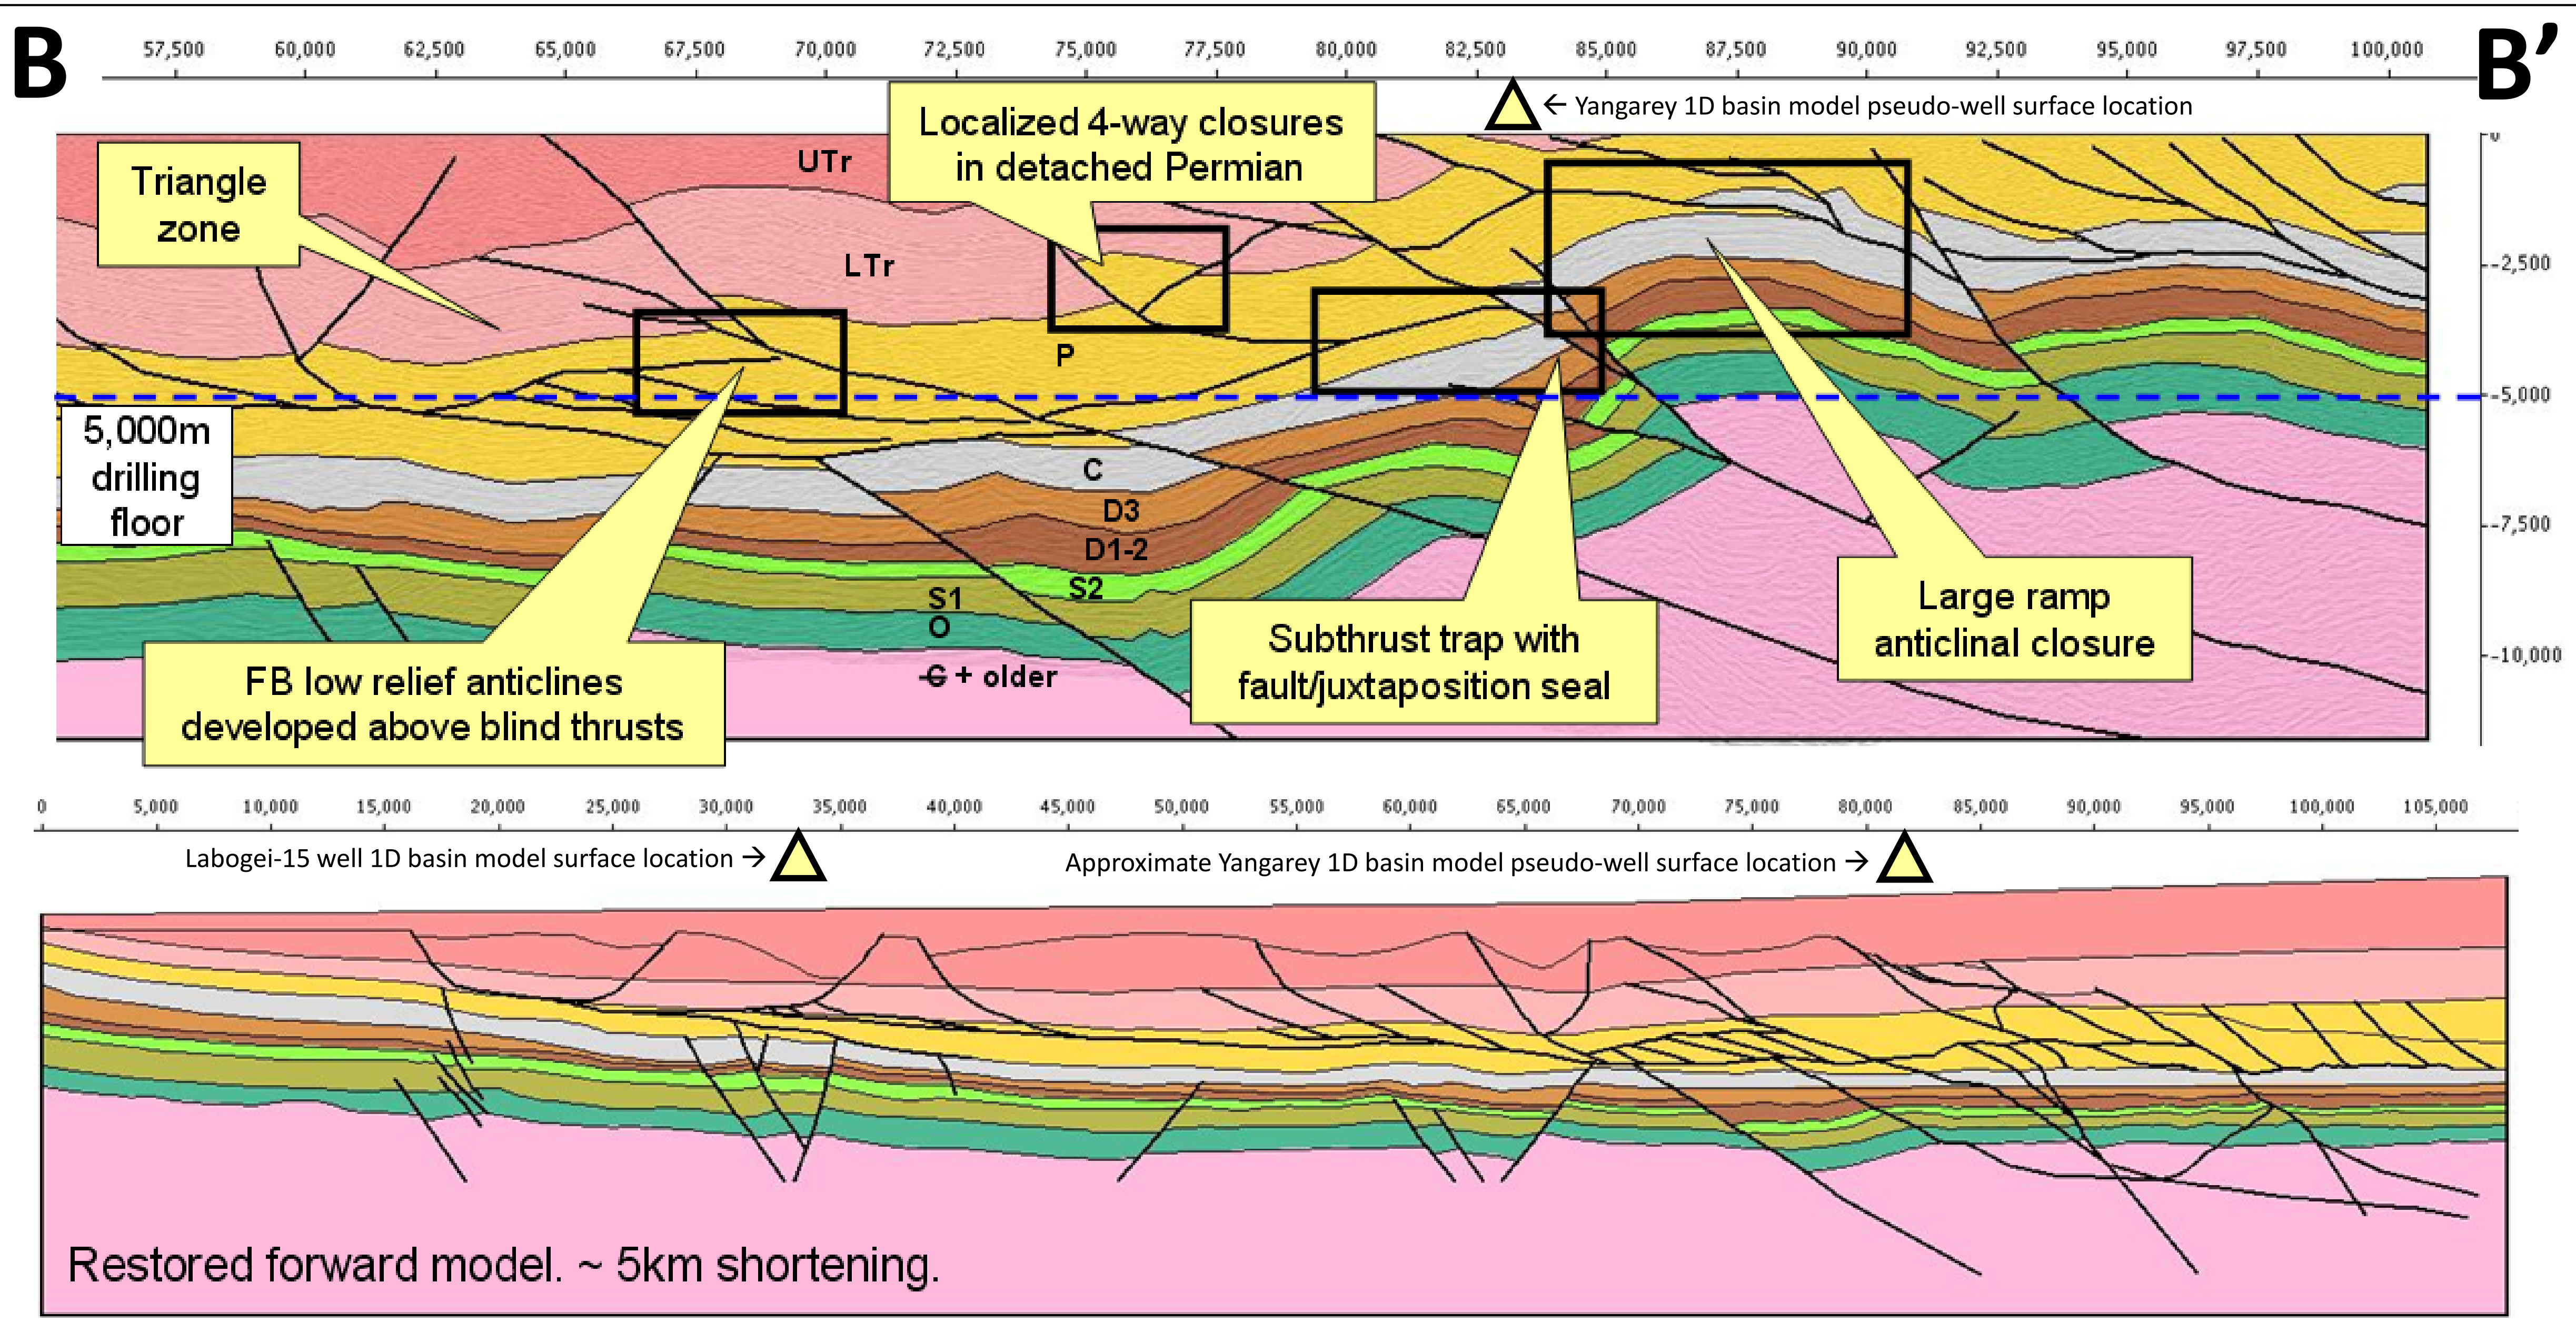 B
57,500 60,000 62,500 65,000 67,500 70,000 72,500 75,000 77,500 80,000 82,500 85,000 87,500 90,000 92,500 95,000 97,500 100,000
B’
← Yangarey 1D basin model pseudo-well surface location
Localized 4-way closures
in detached Permian
Triangle
zone
UTr
LTr
P
C
D3
D1-2
S2
S1
O
Ꞓ + older
0
-2,500
-5,000
-7,500
-10,000
5,000m
drilling
floor
FB low relief anticlines
developed above blind thrusts
Subthrust trap with
fault/juxtaposition seal
Large ramp
anticlinal closure
0 5,000 10,000 15,000 20,000 25,000 30,000 35,000 40,000 45,000 50,000 55,000 60,000 65,000 70,000 75,000 80,000 85,000 90,000 95,000 100,000 105,000
Labogei-15 well 1D basin model surface location →
Approximate Yangarey 1D basin model pseudo-well surface location →
Restored forward model. ~ 5km shortening.